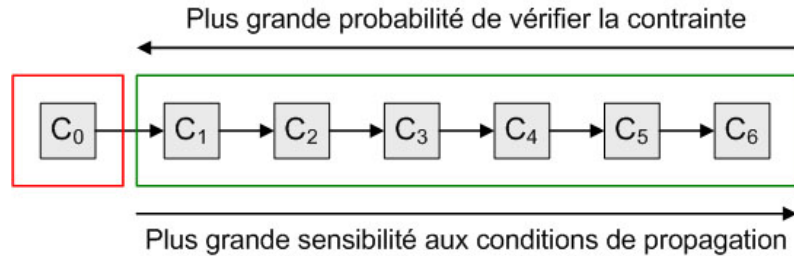 Plus grande probabilité de vérifier la contrainte
C₀ C₁ C₂ C₃ C₄ C₅ C₆
Plus grande sensibilité aux conditions de propagation